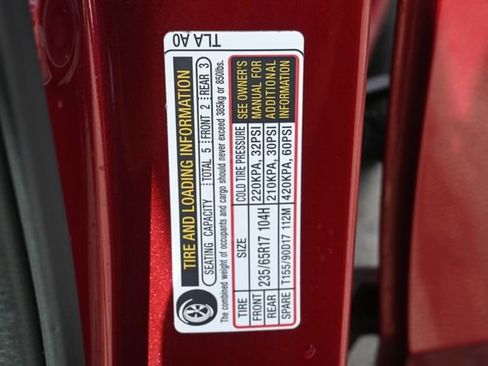 TLA A0
TIRE AND LOADING INFORMATION
SEATING CAPACITY TOTAL 5 FRONT 2 REAR 3
The combined weight of occupants and cargo should never exceed 385kg or 850lbs.
TIRE SIZE COLD TIRE PRESSURE
FRONT 235/65R17 104H 220KPA, 32PSI
REAR 210KPA, 30PSI
SPARE T155/90D17 112M 420KPA, 60PSI
SEE OWNER'S
MANUAL FOR
ADDITIONAL
INFORMATION